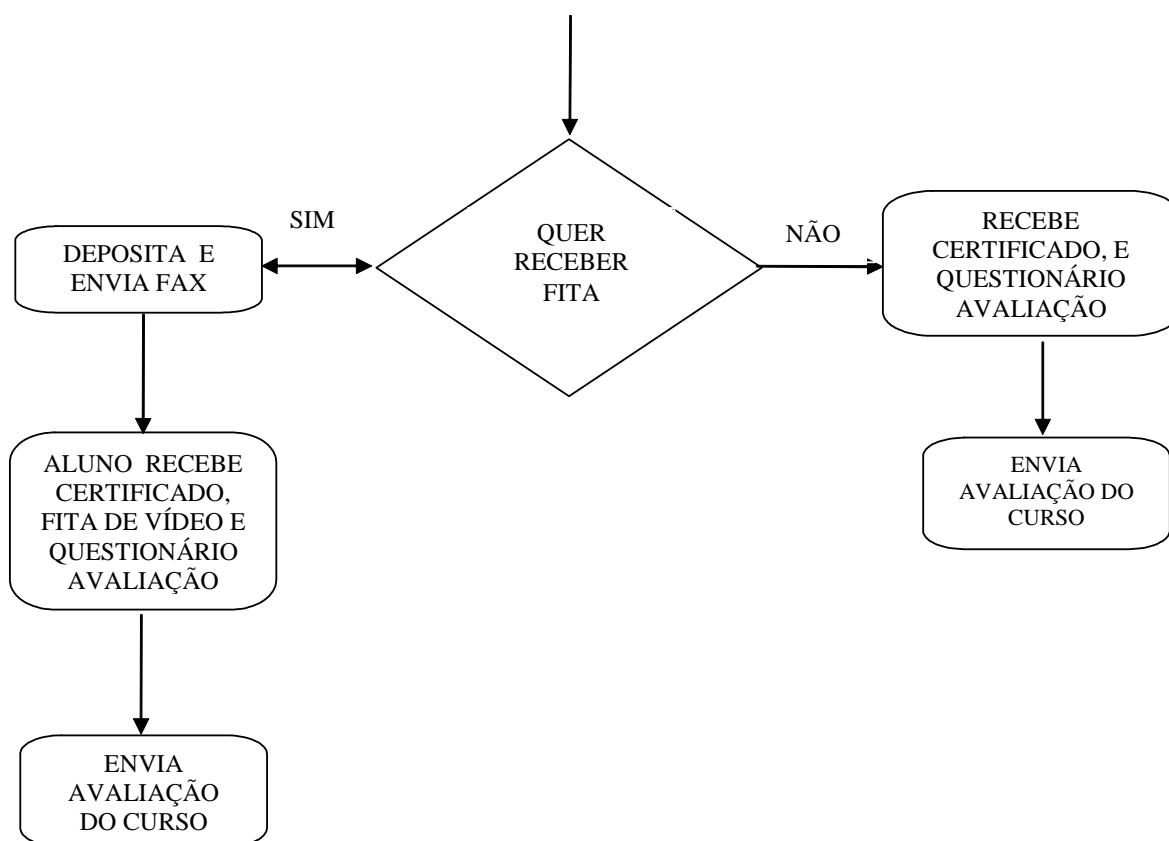 SIM
DEPOSITA E
ENVIA FAX
QUER
RECEBER
FITA
NÃO
RECEBE
CERTIFICADO, E
QUESTIONÁRIO
AVALIAÇÃO
ALUNO RECEBE
CERTIFICADO,
FITA DE VÍDEO E
QUESTIONÁRIO
AVALIAÇÃO
ENVIA
AVALIAÇÃO DO
CURSO
ENVIA
AVALIAÇÃO
DO CURSO